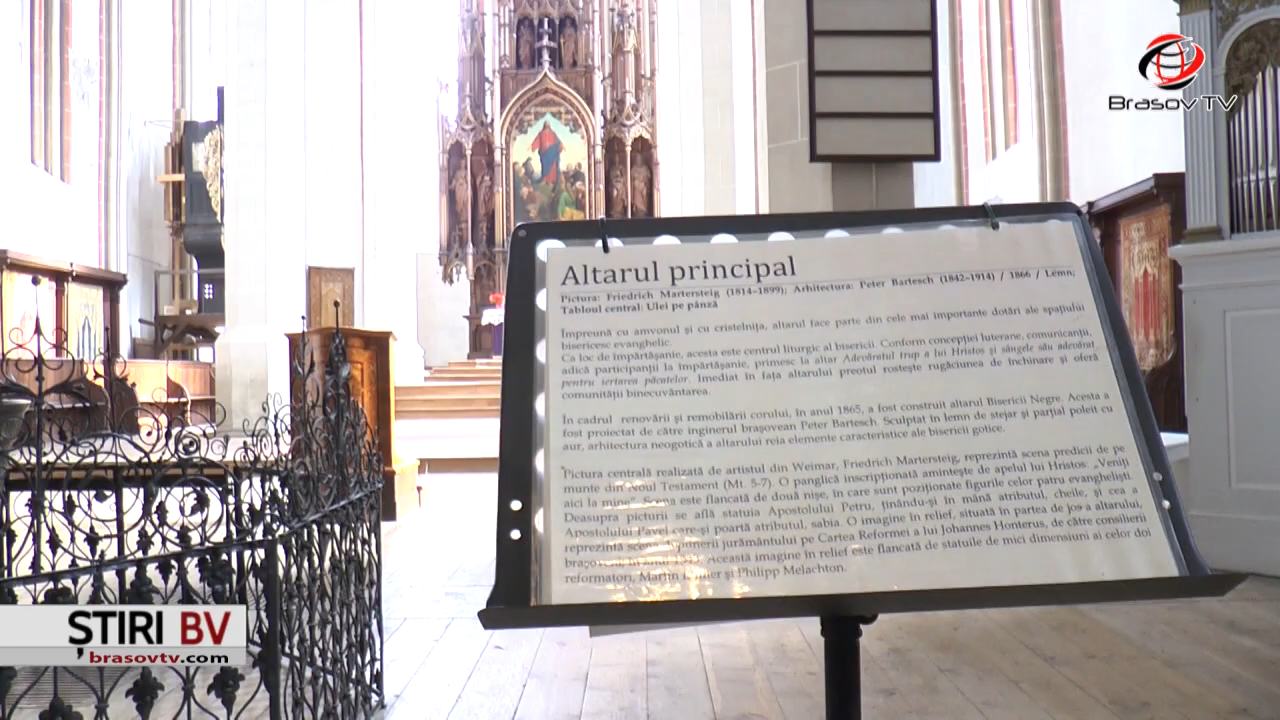 Brasov TV
Altarul principal
Pictura: Friedrich Martersteig (1814-1899); Arhitectura: Peter Bartesch (1842-1914) / 1866 / Lemn;
Tabloul central: Ulei pe pânză
Împreună cu amvonul și cu cristelnița, altarul face parte din cele mai importante dotări ale spațiului
bisericesc evanghelic.
Ca loc de împărtășanie, acesta este centrul liturgic al bisericii. Conform concepției luterane, comunicanții,
adică participanții la împărtășanie, primesc la altar Adevăratul trup a lui Hristos și sângele său adevărat
pentru iertarea păcatelor. Imediat în fața altarului preotul rostește rugăciunea de închinare și oferă
comunității binecuvântarea.
În cadrul renovării și remobilării corului, în anul 1865, a fost construit altarul Bisericii Negre. Acesta a
fost proiectat de către inginerul brașovean Peter Bartesch. Sculptat în lemn de stejar și parțial poleit cu
aur, arhitectura neogotică a altarului reia elemente caracteristice ale bisericii gotice.
Pictura centrală realizată de artistul din Weimar, Friedrich Martersteig, reprezintă scena predicii de pe
munte din Noul Testament (Mt. 5-7). O panglică inscripționată amintește de apelul lui Hristos: „Veniți
aici la mine”. Scena este flancată de două nișe, în care sunt poziționate figurile celor patru evangheliști.
Deasupra picturii se află statuia Apostolului Petru, ținându-și în mână atributul, cheile, și cea a
Apostolului Pavel care-și poartă atributul, sabia. O imagine în relief, situată în partea de jos a altarului,
reprezintă scena depunerii jurământului pe Cartea Reformei a lui Johannes Honterus, de către consilierii
brașoveni, în anul Această imagine în relief este flancată de statuile de mici dimensiuni ai celor doi
reformatori, Martin Luther și Philipp Melachton.
ȘTIRI BV
brasovtv.com